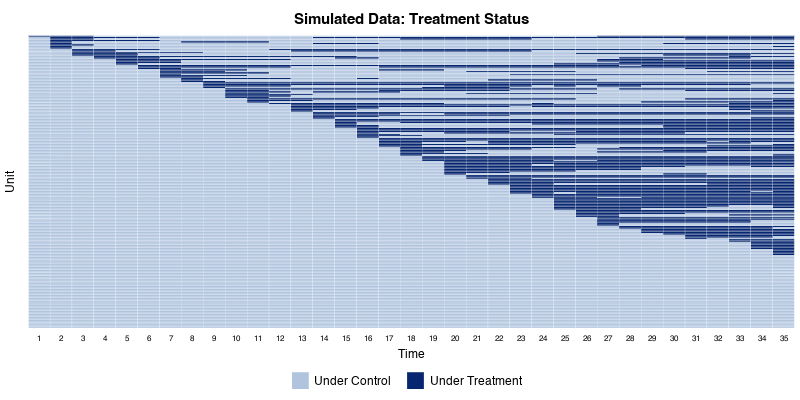 Simulated Data: Treatment Status
Unit
1 2 3 4 5 6 7 8 9 10 11 12 13 14 15 16 17 18 19 20 21 22 23 24 25 26 27 28 29 30 31 32 33 34 35
Time
Under Control Under Treatment